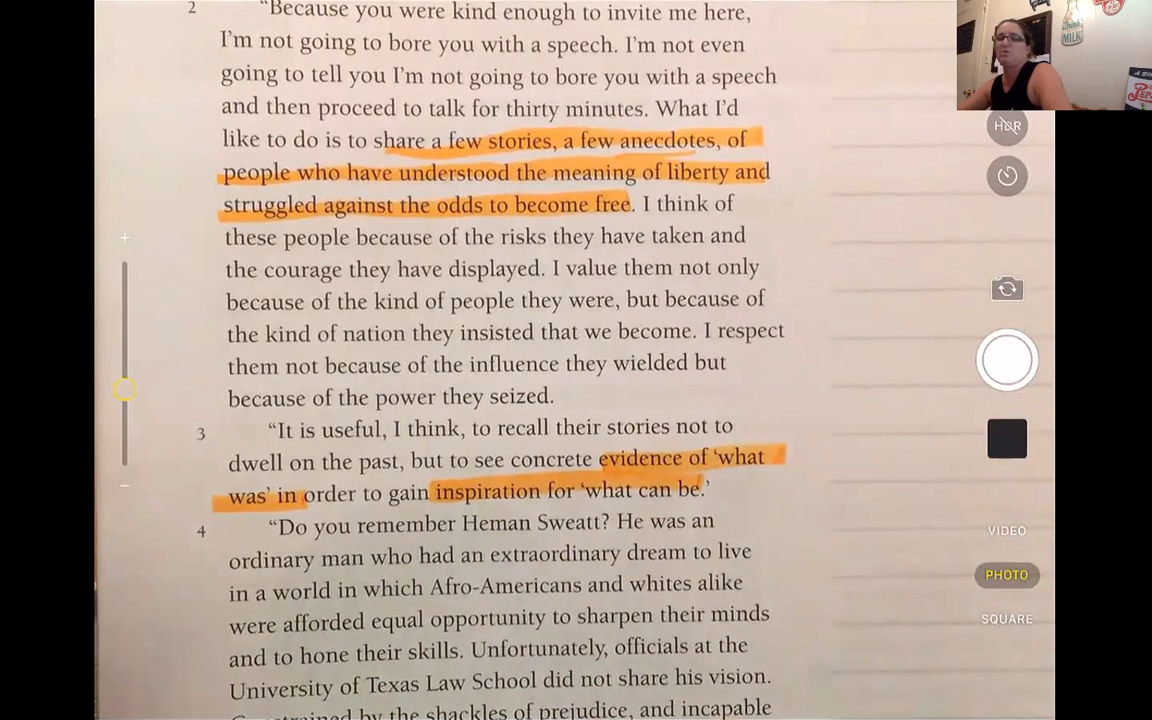 2 “Because you were kind enough to invite me here,
I’m not going to bore you with a speech. I’m not even
going to tell you I’m not going to bore you with a speech
and then proceed to talk for thirty minutes. What I’d
like to do is to share a few stories, a few anecdotes, of
people who have understood the meaning of liberty and
struggled against the odds to become free. I think of
these people because of the risks they have taken and
the courage they have displayed. I value them not only
because of the kind of people they were, but because of
the kind of nation they insisted that we become. I respect
them not because of the influence they wielded but
because of the power they seized.
3 “It is useful, I think, to recall their stories not to
dwell on the past, but to see concrete evidence of ‘what
was’ in order to gain inspiration for ‘what can be.’
4 “Do you remember Heman Sweatt? He was an
ordinary man who had an extraordinary dream to live
in a world in which Afro-Americans and whites alike
were afforded equal opportunity to sharpen their minds
and to hone their skills. Unfortunately, officials at the
University of Texas Law School did not share his vision.
by the shackles of prejudice, and incapable
MILK
HDR
VIDEO
PHOTO
SQUARE